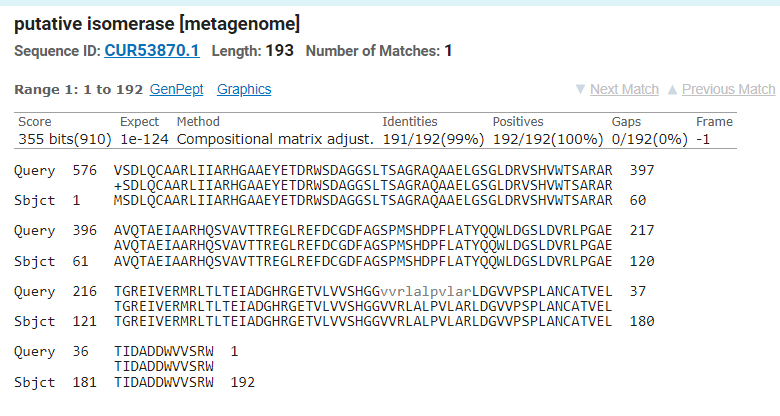 putative isomerase [metagenome]
Sequence ID: CUR53870.1 Length: 193 Number of Matches: 1
Range 1: 1 to 192 GenPept Graphics ▼ Next Match ▲ Previous Match
Score Expect Method Identities Positives Gaps Frame
355 bits(910) 1e-124 Compositional matrix adjust. 191/192(99%) 192/192(100%) 0/192(0%) -1
Query 576 VSDLQCAARLIIARHGAAEYETDRWSDAGGSLTSAGRAQAAELGSGLDRVSHVWTSARAR 397
+SDLQCAARLIIARHGAAEYETDRWSDAGGSLTSAGRAQAAELGSGLDRVSHVWTSARAR
Sbjct 1 MSDLQCAARLIIARHGAAEYETDRWSDAGGSLTSAGRAQAAELGSGLDRVSHVWTSARAR 60
Query 396 AVQTAEIAARHQSVAVTTREGLREFDCGDFAGSPMSHDPFLATYQQWLDGSLDVRLPGAE 217
AVQTAEIAARHQSVAVTTREGLREFDCGDFAGSPMSHDPFLATYQQWLDGSLDVRLPGAE
Sbjct 61 AVQTAEIAARHQSVAVTTREGLREFDCGDFAGSPMSHDPFLATYQQWLDGSLDVRLPGAE 120
Query 216 TGREIVERMRLTLTEIADGHRGETVLVVSHGGvvrlalpvlarLDGVVPSPLANCATVEL 37
TGREIVERMRLTLTEIADGHRGETVLVVSHGGVVRLALPVLARLDGVVPSPLANCATVEL
Sbjct 121 TGREIVERMRLTLTEIADGHRGETVLVVSHGGVVRLALPVLARLDGVVPSPLANCATVEL 180
Query 36 TIDADDWVVSRW 1
TIDADDWVVSRW
Sbjct 181 TIDADDWVVSRW 192